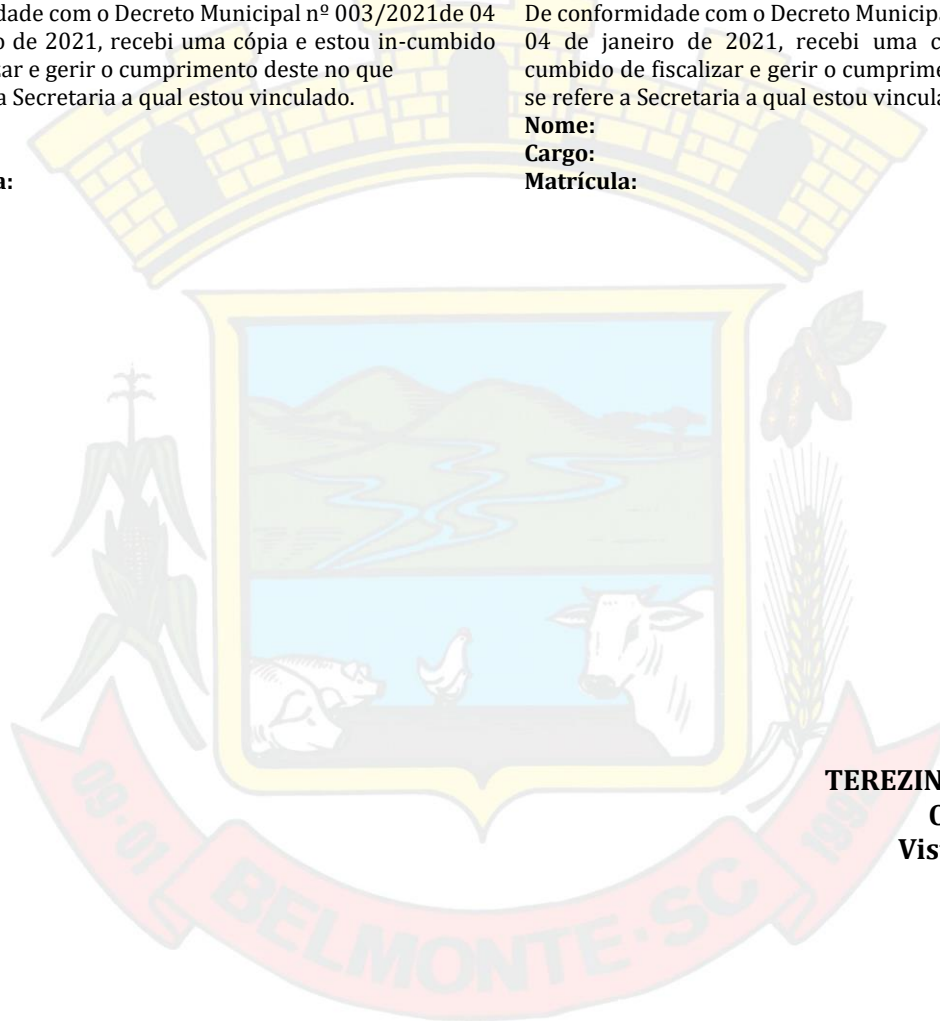 dade com o Decreto Municipal nº 003/2021de 04
o de 2021, recebi uma cópia e estou in-cumbido
zar e gerir o cumprimento deste no que
a Secretaria a qual estou vinculado.
a:
De conformidade com o Decreto Municipa
04 de janeiro de 2021, recebi uma c
cumbido de fiscalizar e gerir o cumprime
se refere a Secretaria a qual estou vincula
Nome:
Cargo:
Matrícula:
TEREZIN
Vis
09-01 BELMONTE-SC 199